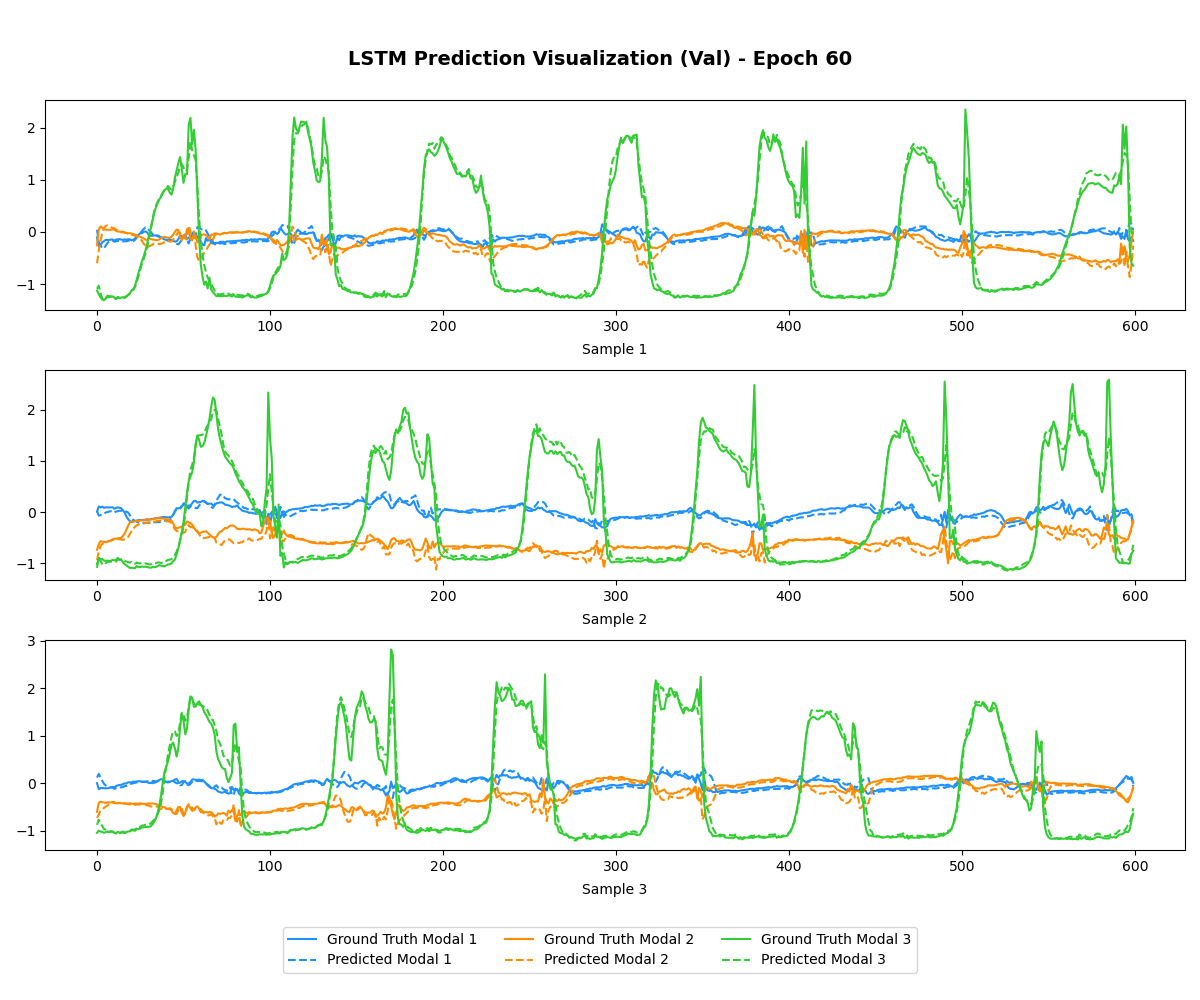 LSTM Prediction Visualization (Val) - Epoch 60
2
1
0
−1
0 100 200 300 400 500 600
Sample 1
2
1
0
−1
0 100 200 300 400 500 600
Sample 2
3
2
1
0
−1
0 100 200 300 400 500 600
Sample 3
Ground Truth Modal 1 Ground Truth Modal 2 Ground Truth Modal 3
Predicted Modal 1 Predicted Modal 2 Predicted Modal 3